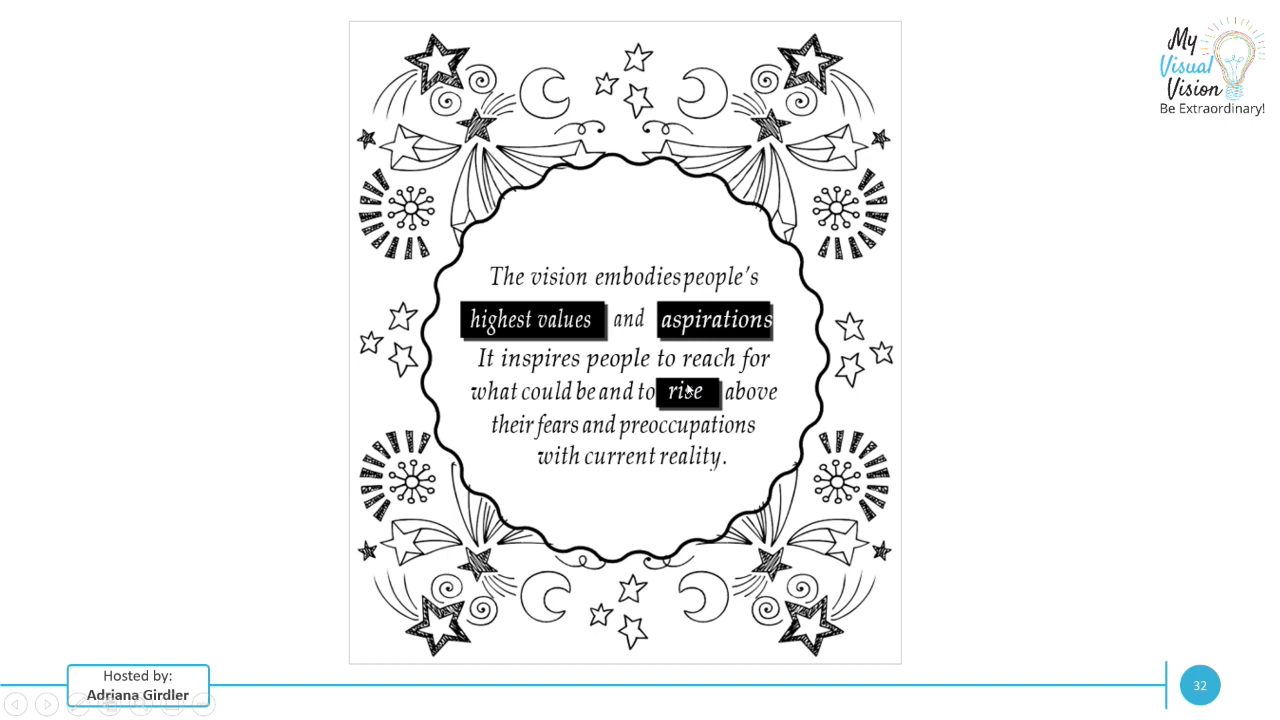 My
Visual
Vision
Be Extraordinary!
The vision embodies people's
highest values and aspirations
It inspires people to reach for
what could be and to rise above
their fears and preoccupations
with current reality.
Hosted by:
Adriana Girdler
32